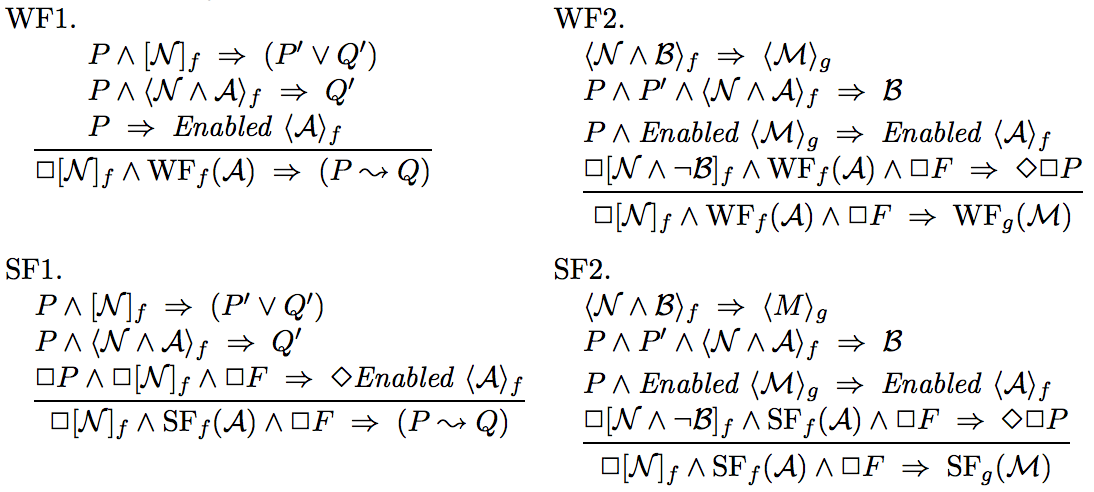 WF1.
P ∧ [𝒩]_f ⇒ (P′ ∨ Q′)
P ∧ ⟨𝒩 ∧ 𝒜⟩_f ⇒ Q′
P ⇒ Enabled ⟨𝒜⟩_f
□[𝒩]_f ∧ WF_f(𝒜) ⇒ (P ⇝ Q)
WF2.
⟨𝒩 ∧ ℬ⟩_f ⇒ ⟨ℳ⟩_g
P ∧ P′ ∧ ⟨𝒩 ∧ 𝒜⟩_f ⇒ ℬ
P ∧ Enabled ⟨ℳ⟩_g ⇒ Enabled ⟨𝒜⟩_f
□[𝒩 ∧ ¬ℬ]_f ∧ WF_f(𝒜) ∧ □F ⇒ ◇□P
□[𝒩]_f ∧ WF_f(𝒜) ∧ □F ⇒ WF_g(ℳ)
SF1.
P ∧ [𝒩]_f ⇒ (P′ ∨ Q′)
P ∧ ⟨𝒩 ∧ 𝒜⟩_f ⇒ Q′
□P ∧ □[𝒩]_f ∧ □F ⇒ ◇Enabled ⟨𝒜⟩_f
□[𝒩]_f ∧ SF_f(𝒜) ∧ □F ⇒ (P ⇝ Q)
SF2.
⟨𝒩 ∧ ℬ⟩_f ⇒ ⟨M⟩_g
P ∧ P′ ∧ ⟨𝒩 ∧ 𝒜⟩_f ⇒ ℬ
P ∧ Enabled ⟨ℳ⟩_g ⇒ Enabled ⟨𝒜⟩_f
□[𝒩 ∧ ¬ℬ]_f ∧ SF_f(𝒜) ∧ □F ⇒ ◇□P
□[𝒩]_f ∧ SF_f(𝒜) ∧ □F ⇒ SF_g(ℳ)